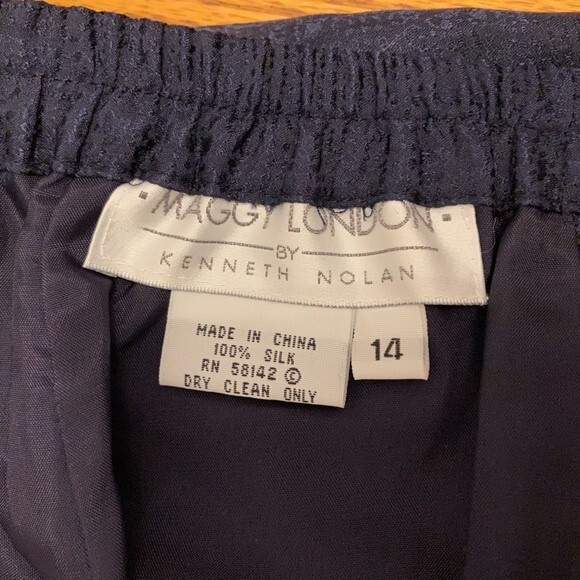 MAGGY LONDON
BY
KENNETH NOLAN
MADE IN CHINA
100% SILK
RN 58142 ©
DRY CLEAN ONLY
14